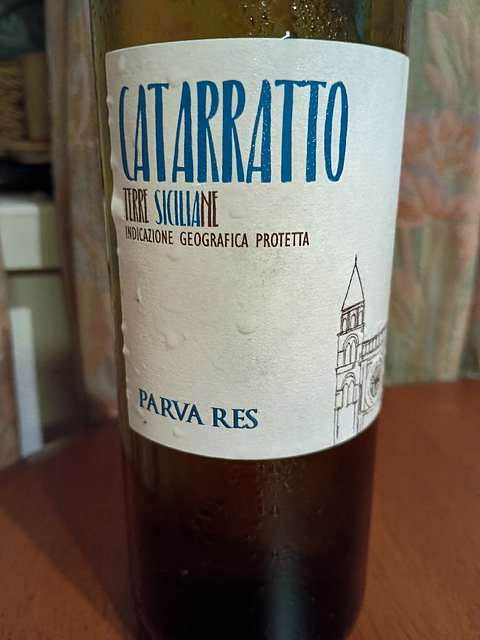 CATARRATTO
TERRE SICILIANE
INDICAZIONE GEOGRAFICA PROTETTA
PARVA RES